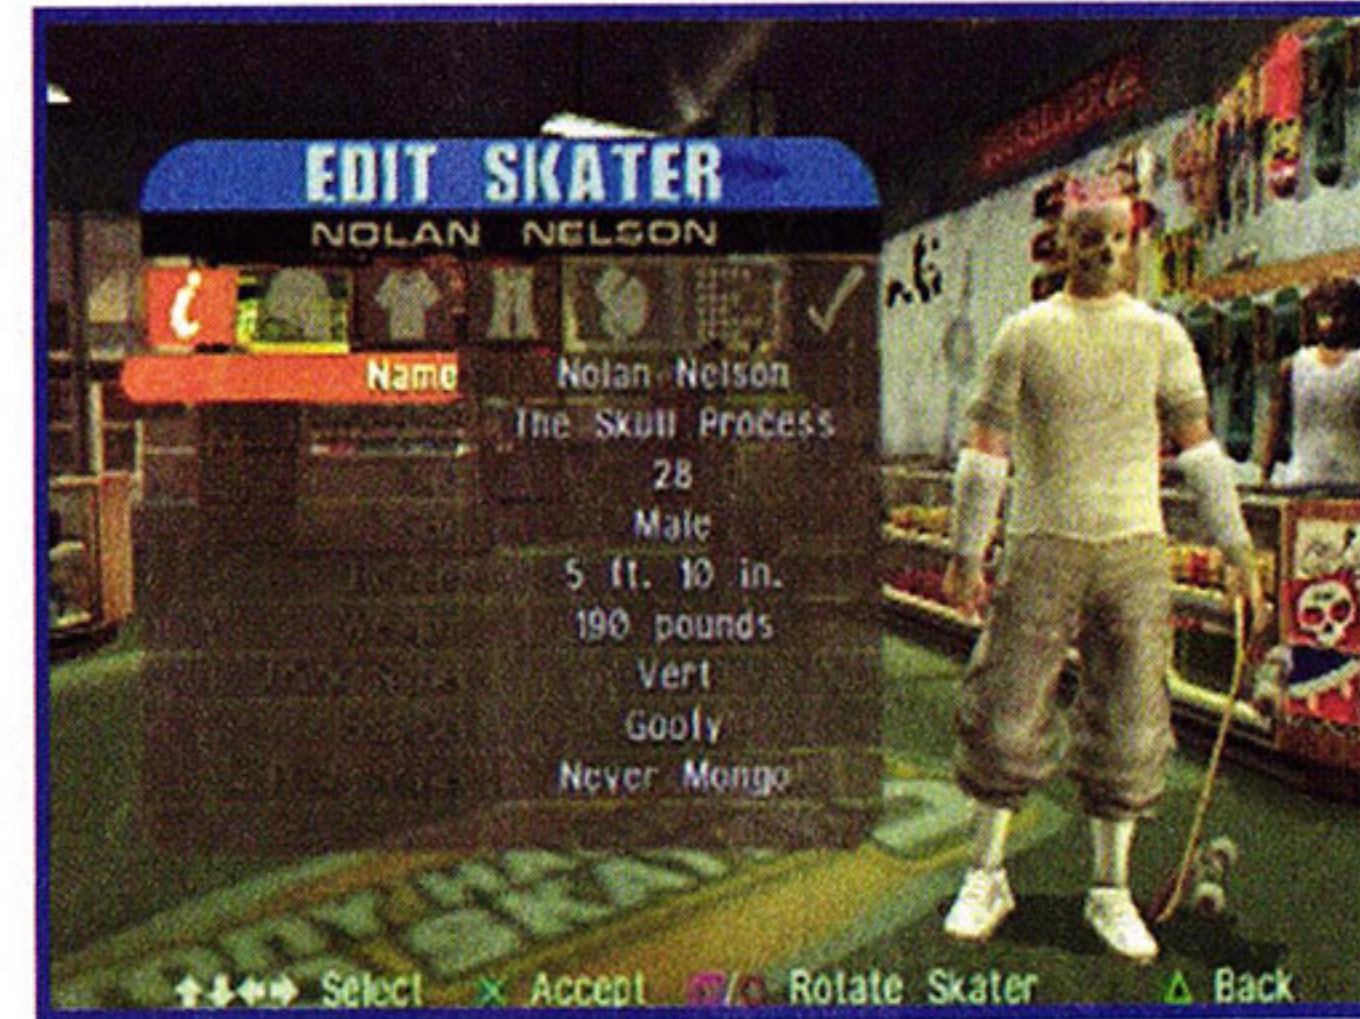 EDIT SKATER
NOLAN NELSON
Name Nolan Nelson
The Skull Process
28
Male
5 ft. 10 in.
190 pounds
Vert
Goofy
Never Mongo
Select Accept / Rotate Skater Back